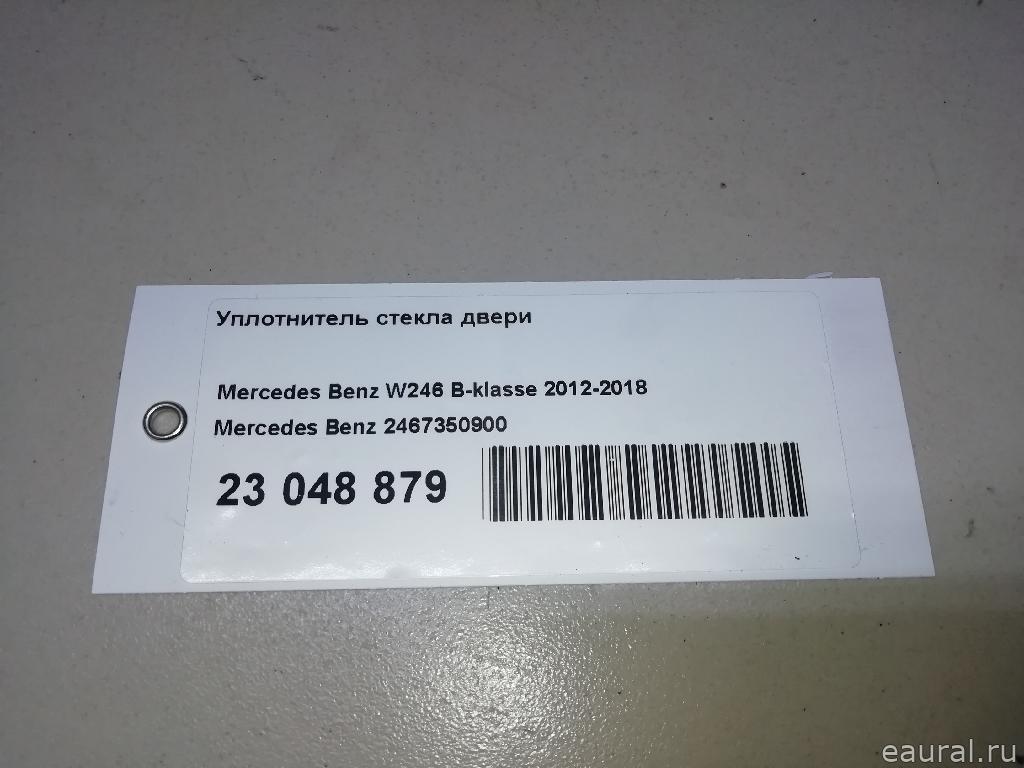 Уплотнитель стекла двери
Mercedes Benz W246 B-klasse 2012-2018
Mercedes Benz 2467350900
23 048 879
eaural.ru